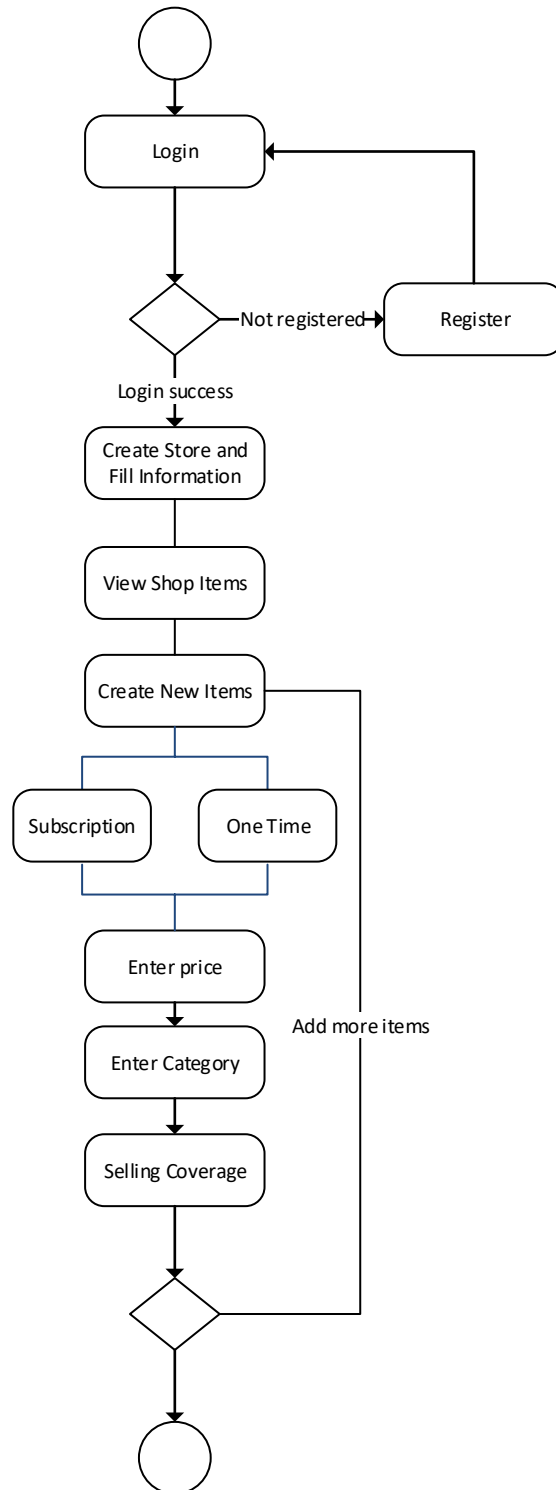 Login
Not registered
Register
Login success
Create Store and
Fill Information
View Shop Items
Create New Items
Subscription
One Time
Enter price
Add more items
Enter Category
Selling Coverage